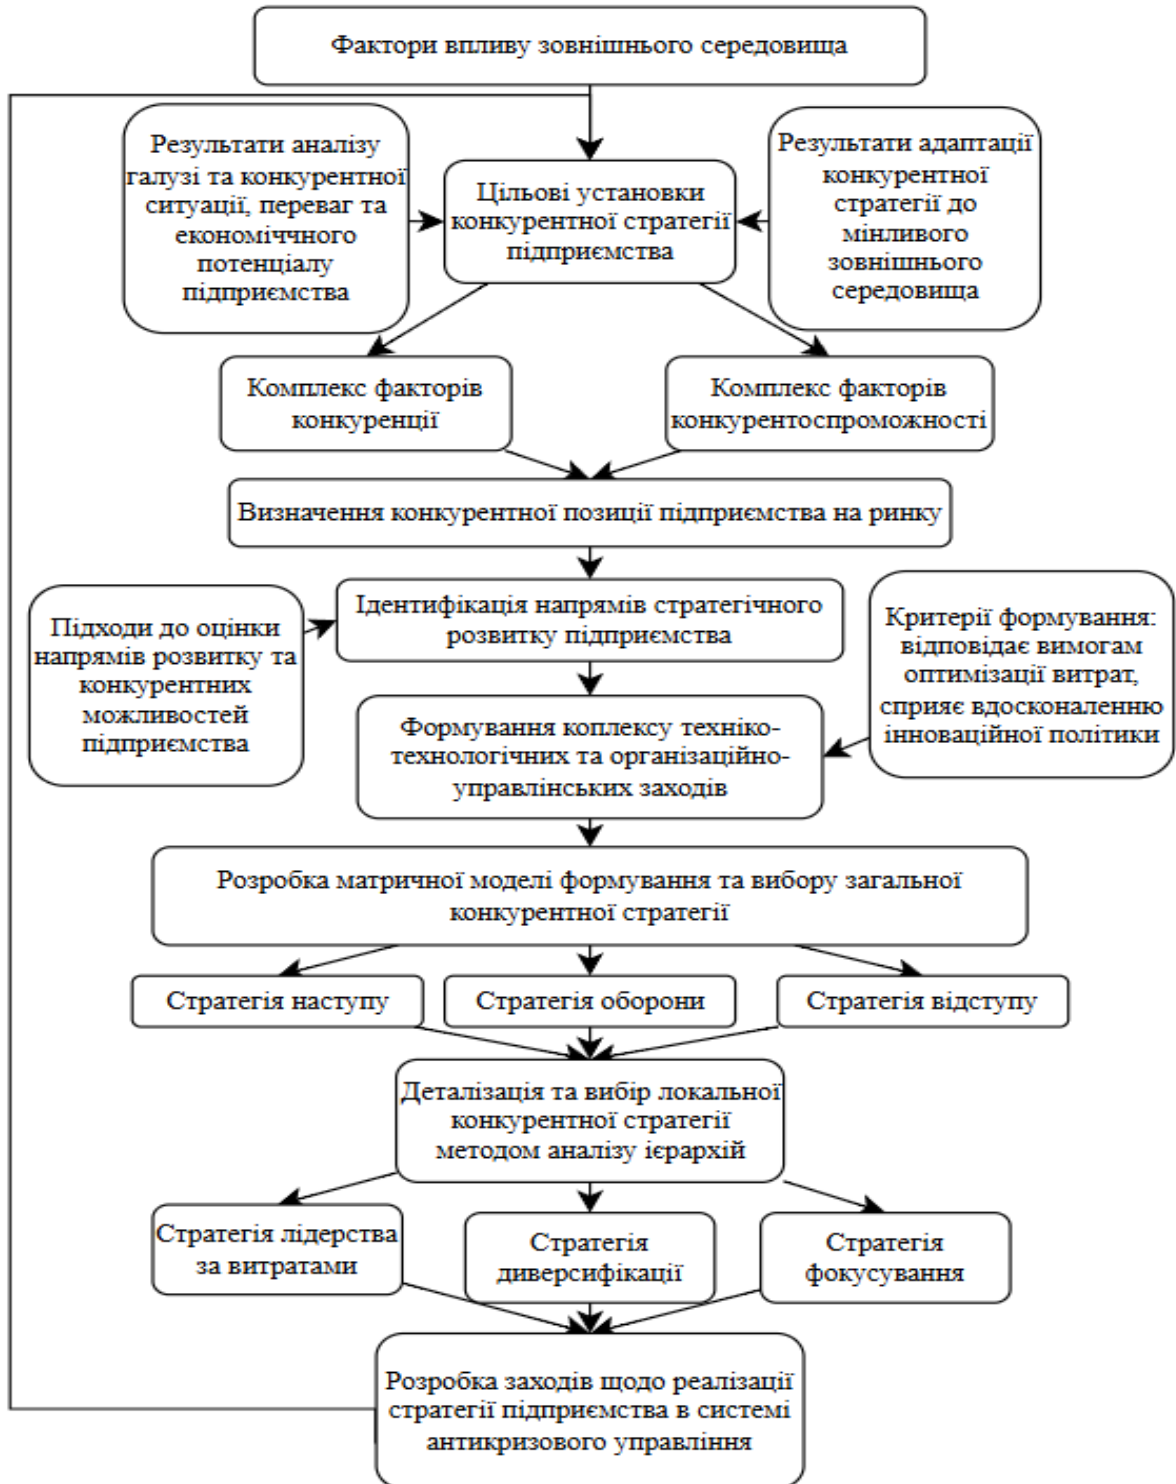 Фактори впливу зовнішнього середовища
Результати аналізу
галузі та конкурентної
ситуації, переваг та
економіччного
потенціалу
підприємства
Цільові установки
конкурентної стратегії
підприємства
Результати адаптації
конкурентної
стратегії до
мінливого
зовнішнього
середовища
Комплекс факторів
конкуренції
Комплекс факторів
конкурентоспроможності
Визначення конкурентної позиції підприємства на ринку
Підходи до оцінки
напрямів розвитку та
конкурентних
можливостей
підприємства
Ідентифікація напрямів стратегічного
розвитку підприємства
Критерії формування:
відповідає вимогам
оптимізації витрат,
сприяє вдосконаленню
інноваційної політики
Формування коплексу техніко-
технологічних та організаційно-
управлінських заходів
Розробка матричної моделі формування та вибору загальної
конкурентної стратегії
Стратегія наступу
Стратегія оборони
Стратегія відступу
Деталізація та вибір локальної
конкурентної стратегії
методом аналізу ієрархій
Стратегія лідерства
за витратами
Стратегія
диверсифікації
Стратегія
фокусування
Розробка заходів щодо реалізації
стратегії підприємства в системі
антикризового управління